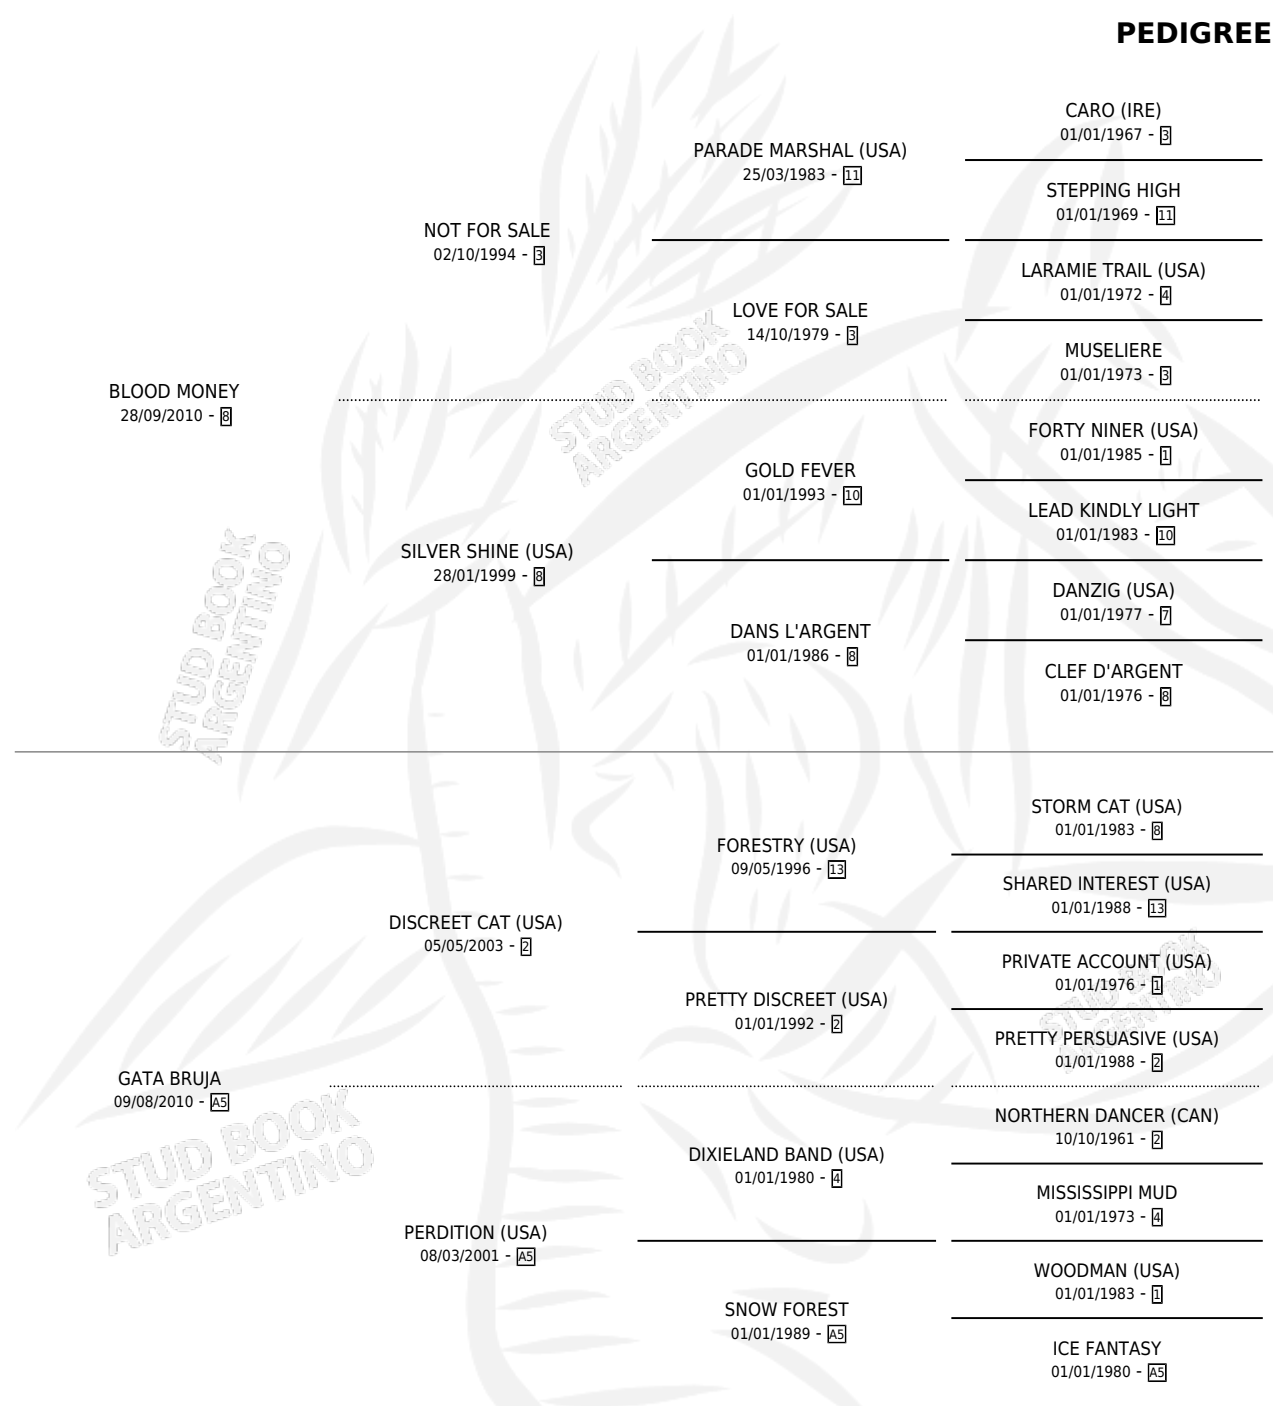 PEDIGREE
CARO (IRE)
01/01/1967 - 3
PARADE MARSHAL (USA)
25/03/1983 - 11
STEPPING HIGH
01/01/1969 - 11
NOT FOR SALE
02/10/1994 - 3
LARAMIE TRAIL (USA)
01/01/1972 - 4
LOVE FOR SALE
14/10/1979 - 3
MUSELIERE
01/01/1973 - 3
BLOOD MONEY
28/09/2010 - 8
FORTY NINER (USA)
01/01/1985 - 1
GOLD FEVER
01/01/1993 - 10
LEAD KINDLY LIGHT
01/01/1983 - 10
SILVER SHINE (USA)
28/01/1999 - 8
DANZIG (USA)
01/01/1977 - 7
DANS L'ARGENT
01/01/1986 - 8
CLEF D'ARGENT
01/01/1976 - 8
STORM CAT (USA)
01/01/1983 - 8
FORESTRY (USA)
09/05/1996 - 13
SHARED INTEREST (USA)
01/01/1988 - 13
DISCREET CAT (USA)
05/05/2003 - 2
PRIVATE ACCOUNT (USA)
01/01/1976 - 1
PRETTY DISCREET (USA)
01/01/1992 - 2
PRETTY PERSUASIVE (USA)
01/01/1988 - 2
GATA BRUJA
09/08/2010 - A5
NORTHERN DANCER (CAN)
10/10/1961 - 2
DIXIELAND BAND (USA)
01/01/1980 - 4
MISSISSIPPI MUD
01/01/1973 - 4
PERDITION (USA)
08/03/2001 - A5
WOODMAN (USA)
01/01/1983 - 1
SNOW FOREST
01/01/1989 - A5
ICE FANTASY
01/01/1980 - A5
STUD BOOK
ARGENTINO
STUD BOOK
ARGENTINO
STUD BOOK
ARGENTINO
STUD BOOK
ARGENTINO